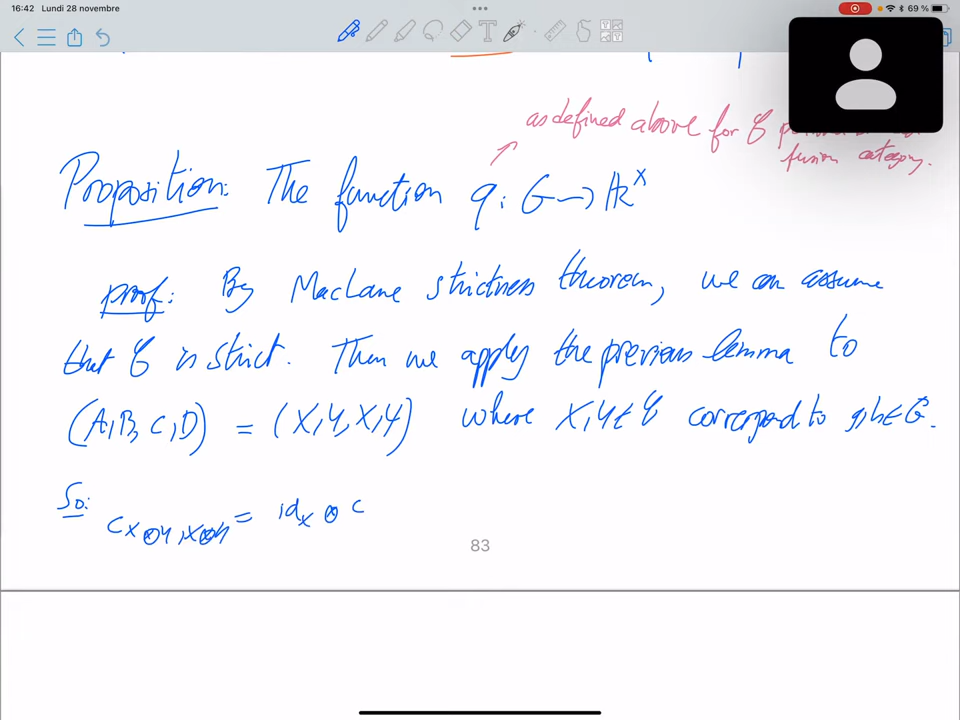 16:42 Lundi 28 novembre
69 %
as defined above for 𝒞
fusion category.
Proposition: The function q: G → k^×
proof: By MacLane strictness theorem, we can assume
that 𝒞 is strict. Then we apply the previous lemma to
(A,B,C,D) = (X,Y,X,Y) where X,Y ∈ 𝒞 correspond to g,h ∈ G.
So: c_{X⊗Y,X⊗Y} = id_X ⊗ c
83